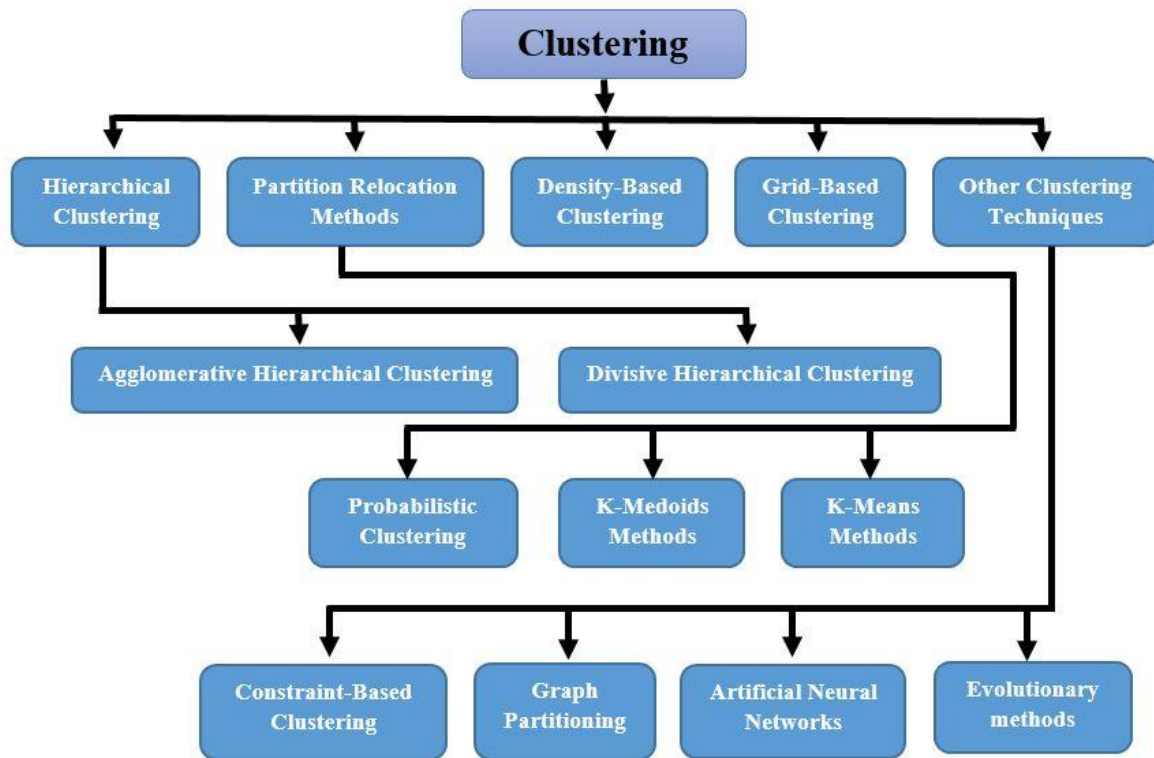 Clustering
Hierarchical
Clustering
Partition Relocation
Methods
Density-Based
Clustering
Grid-Based
Clustering
Other Clustering
Techniques
Agglomerative Hierarchical Clustering
Divisive Hierarchical Clustering
Probabilistic
Clustering
K-Medoids
Methods
K-Means
Methods
Constraint-Based
Clustering
Graph
Partitioning
Artificial Neural
Networks
Evolutionary
methods